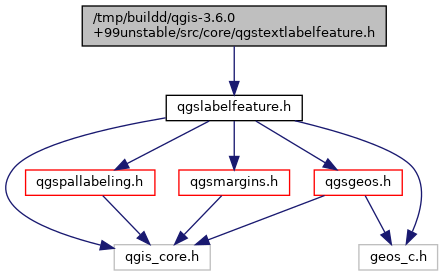 /tmp/buildd/qgis-3.6.0
+99unstable/src/core/qgstextlabelfeature.h
qgslabelfeature.h
qgspallabeling.h
qgsmargins.h
qgsgeos.h
qgis_core.h
geos_c.h